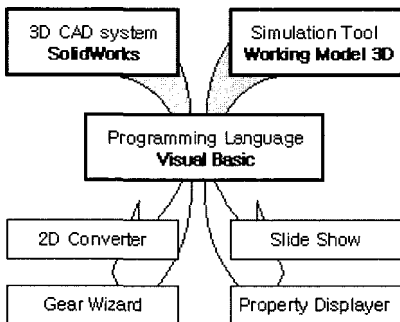 3D CAD system
SolidWorks
Simulation Tool
Working Model 3D
Programming Language
Visual Basic
2D Converter
Slide Show
Gear Wizard
Property Displayer